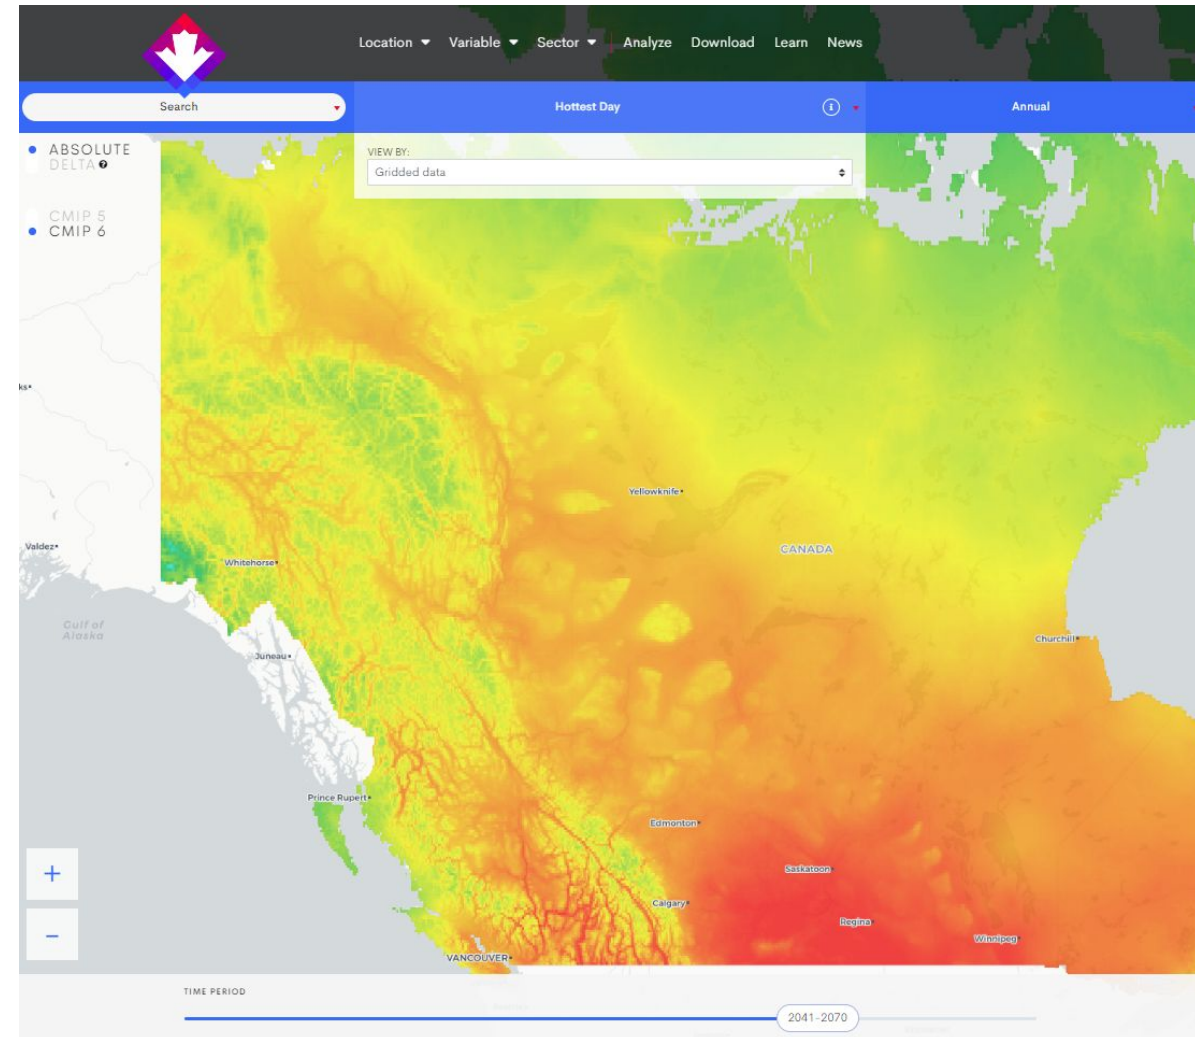 Location Variable Sector Analyze Download Learn News
Search
Hottest Day
i
Annual
ABSOLUTE
DELTA ?
CMIP 5
CMIP 6
VIEW BY:
Gridded data
ks
Yellowknife
CANADA
Valdez
Whitehorse
Gulf of
Alaska
Juneau
Churchill
Prince Rupert
Edmonton
Saskatoon
Calgary
Regina
Winnipeg
VANCOUVER
+
−
TIME PERIOD
2041-2070